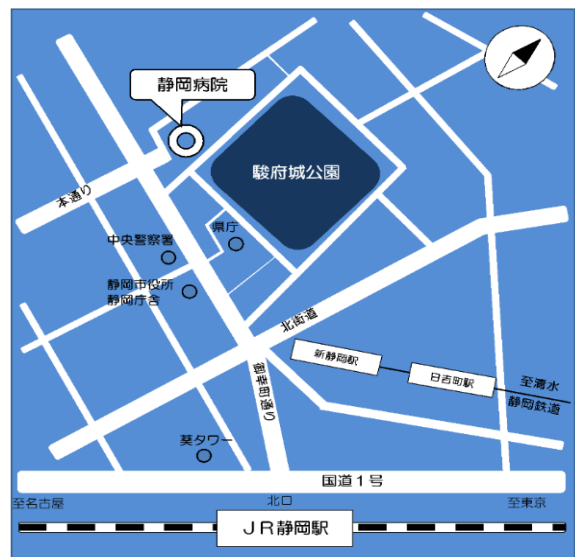 静岡病院
駿府城公園
本通り
県庁
中央警察署
静岡市役所
静岡庁舎
北街道
新静岡駅
日吉町駅
至清水
静岡鉄道
御幸町通り
葵タワー
国道1号
至名古屋
北口
至東京
JR静岡駅